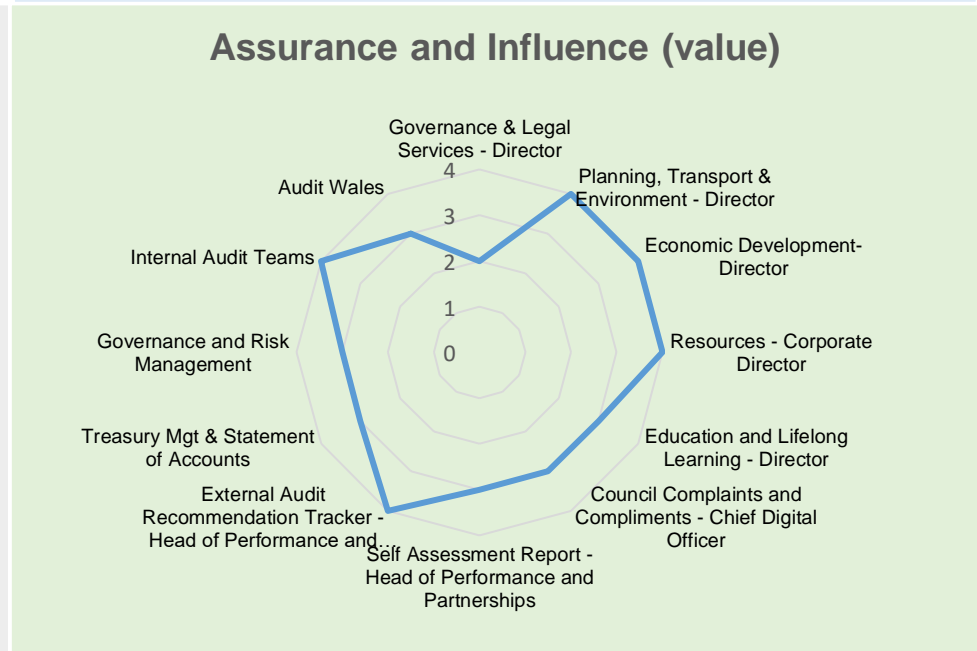 Assurance and Influence (value)
Governance & Legal
Services - Director
Planning, Transport &
Environment - Director
Economic Development-
Director
Resources - Corporate
Director
Education and Lifelong
Learning - Director
Council Complaints and
Compliments - Chief Digital
Officer
Self Assessment Report -
Head of Performance and
Partnerships
External Audit
Recommendation Tracker -
Head of Performance and...
Treasury Mgt & Statement
of Accounts
Governance and Risk
Management
Internal Audit Teams
Audit Wales
4
3
2
1
0